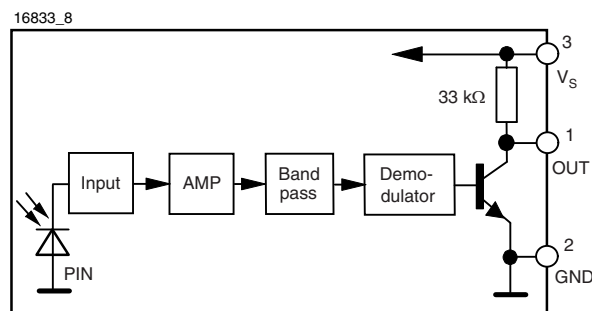 16833_8
3
V_S
33 kΩ
1
OUT
Input
AMP
Band
pass
Demo-
dulator
2
GND
PIN